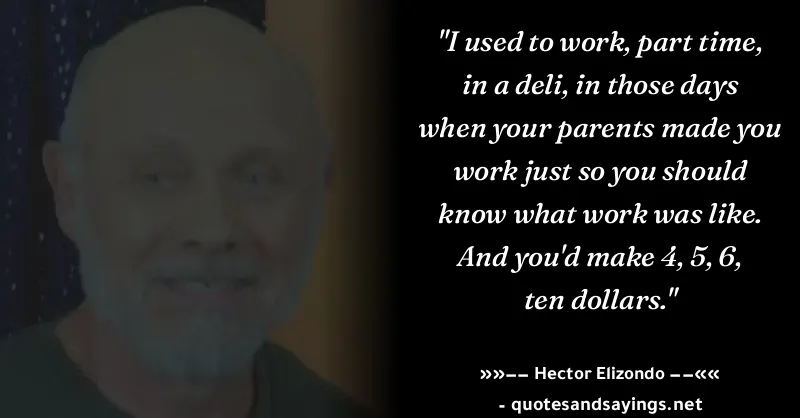 "I used to work, part time,
in a deli, in those days
when your parents made you
work just so you should
know what work was like.
And you'd make 4, 5, 6,
ten dollars."
»»–– Hector Elizondo ––««
- quotesandsayings.net